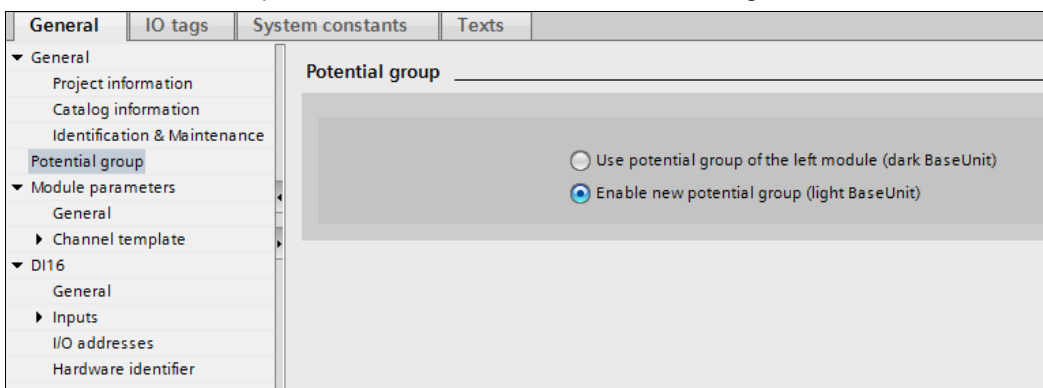 General IO tags System constants Texts
General
Project information
Catalog information
Identification & Maintenance
Potential group
Module parameters
General
Channel template
DI16
General
Inputs
I/O addresses
Hardware identifier
Potential group
Use potential group of the left module (dark BaseUnit)
Enable new potential group (light BaseUnit)